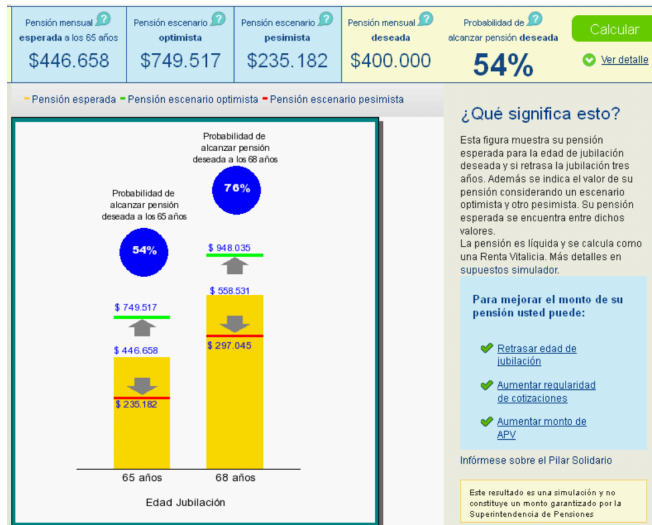 Pensión mensual ?
esperada a los 65 años
$446.658
Pensión escenario ?
optimista
$749.517
Pensión escenario ?
pesimista
$235.182
Pensión mensual ?
deseada
$400.000
Probabilidad de ?
alcanzar pensión deseada
54%
Calcular
Ver detalle
Pensión esperada Pensión escenario optimista Pensión escenario pesimista
Probabilidad de
alcanzar pensión
deseada a los 68 años
76%
Probabilidad de
alcanzar pensión
deseada a los 65 años
54%
$ 948.035
$ 558.531
$ 297.045
$ 749.517
$ 446.658
$ 235.182
65 años 68 años
Edad Jubilación
¿Qué significa esto?
Esta figura muestra su pensión
esperada para la edad de jubilación
deseada y si retrasa la jubilación tres
años. Además se indica el valor de su
pensión considerando un escenario
optimista y otro pesimista. Su pensión
esperada se encuentra entre dichos
valores.
La pensión es líquida y se calcula como
una Renta Vitalicia. Más detalles en
supuestos simulador.
Para mejorar el monto de su
pensión usted puede:
Retrasar edad de
jubilación
Aumentar regularidad
de cotizaciones
Aumentar monto de
APV
Infórmese sobre el Pilar Solidario
Este resultado es una simulación y no
constituye un monto garantizado por la
Superintendencia de Pensiones